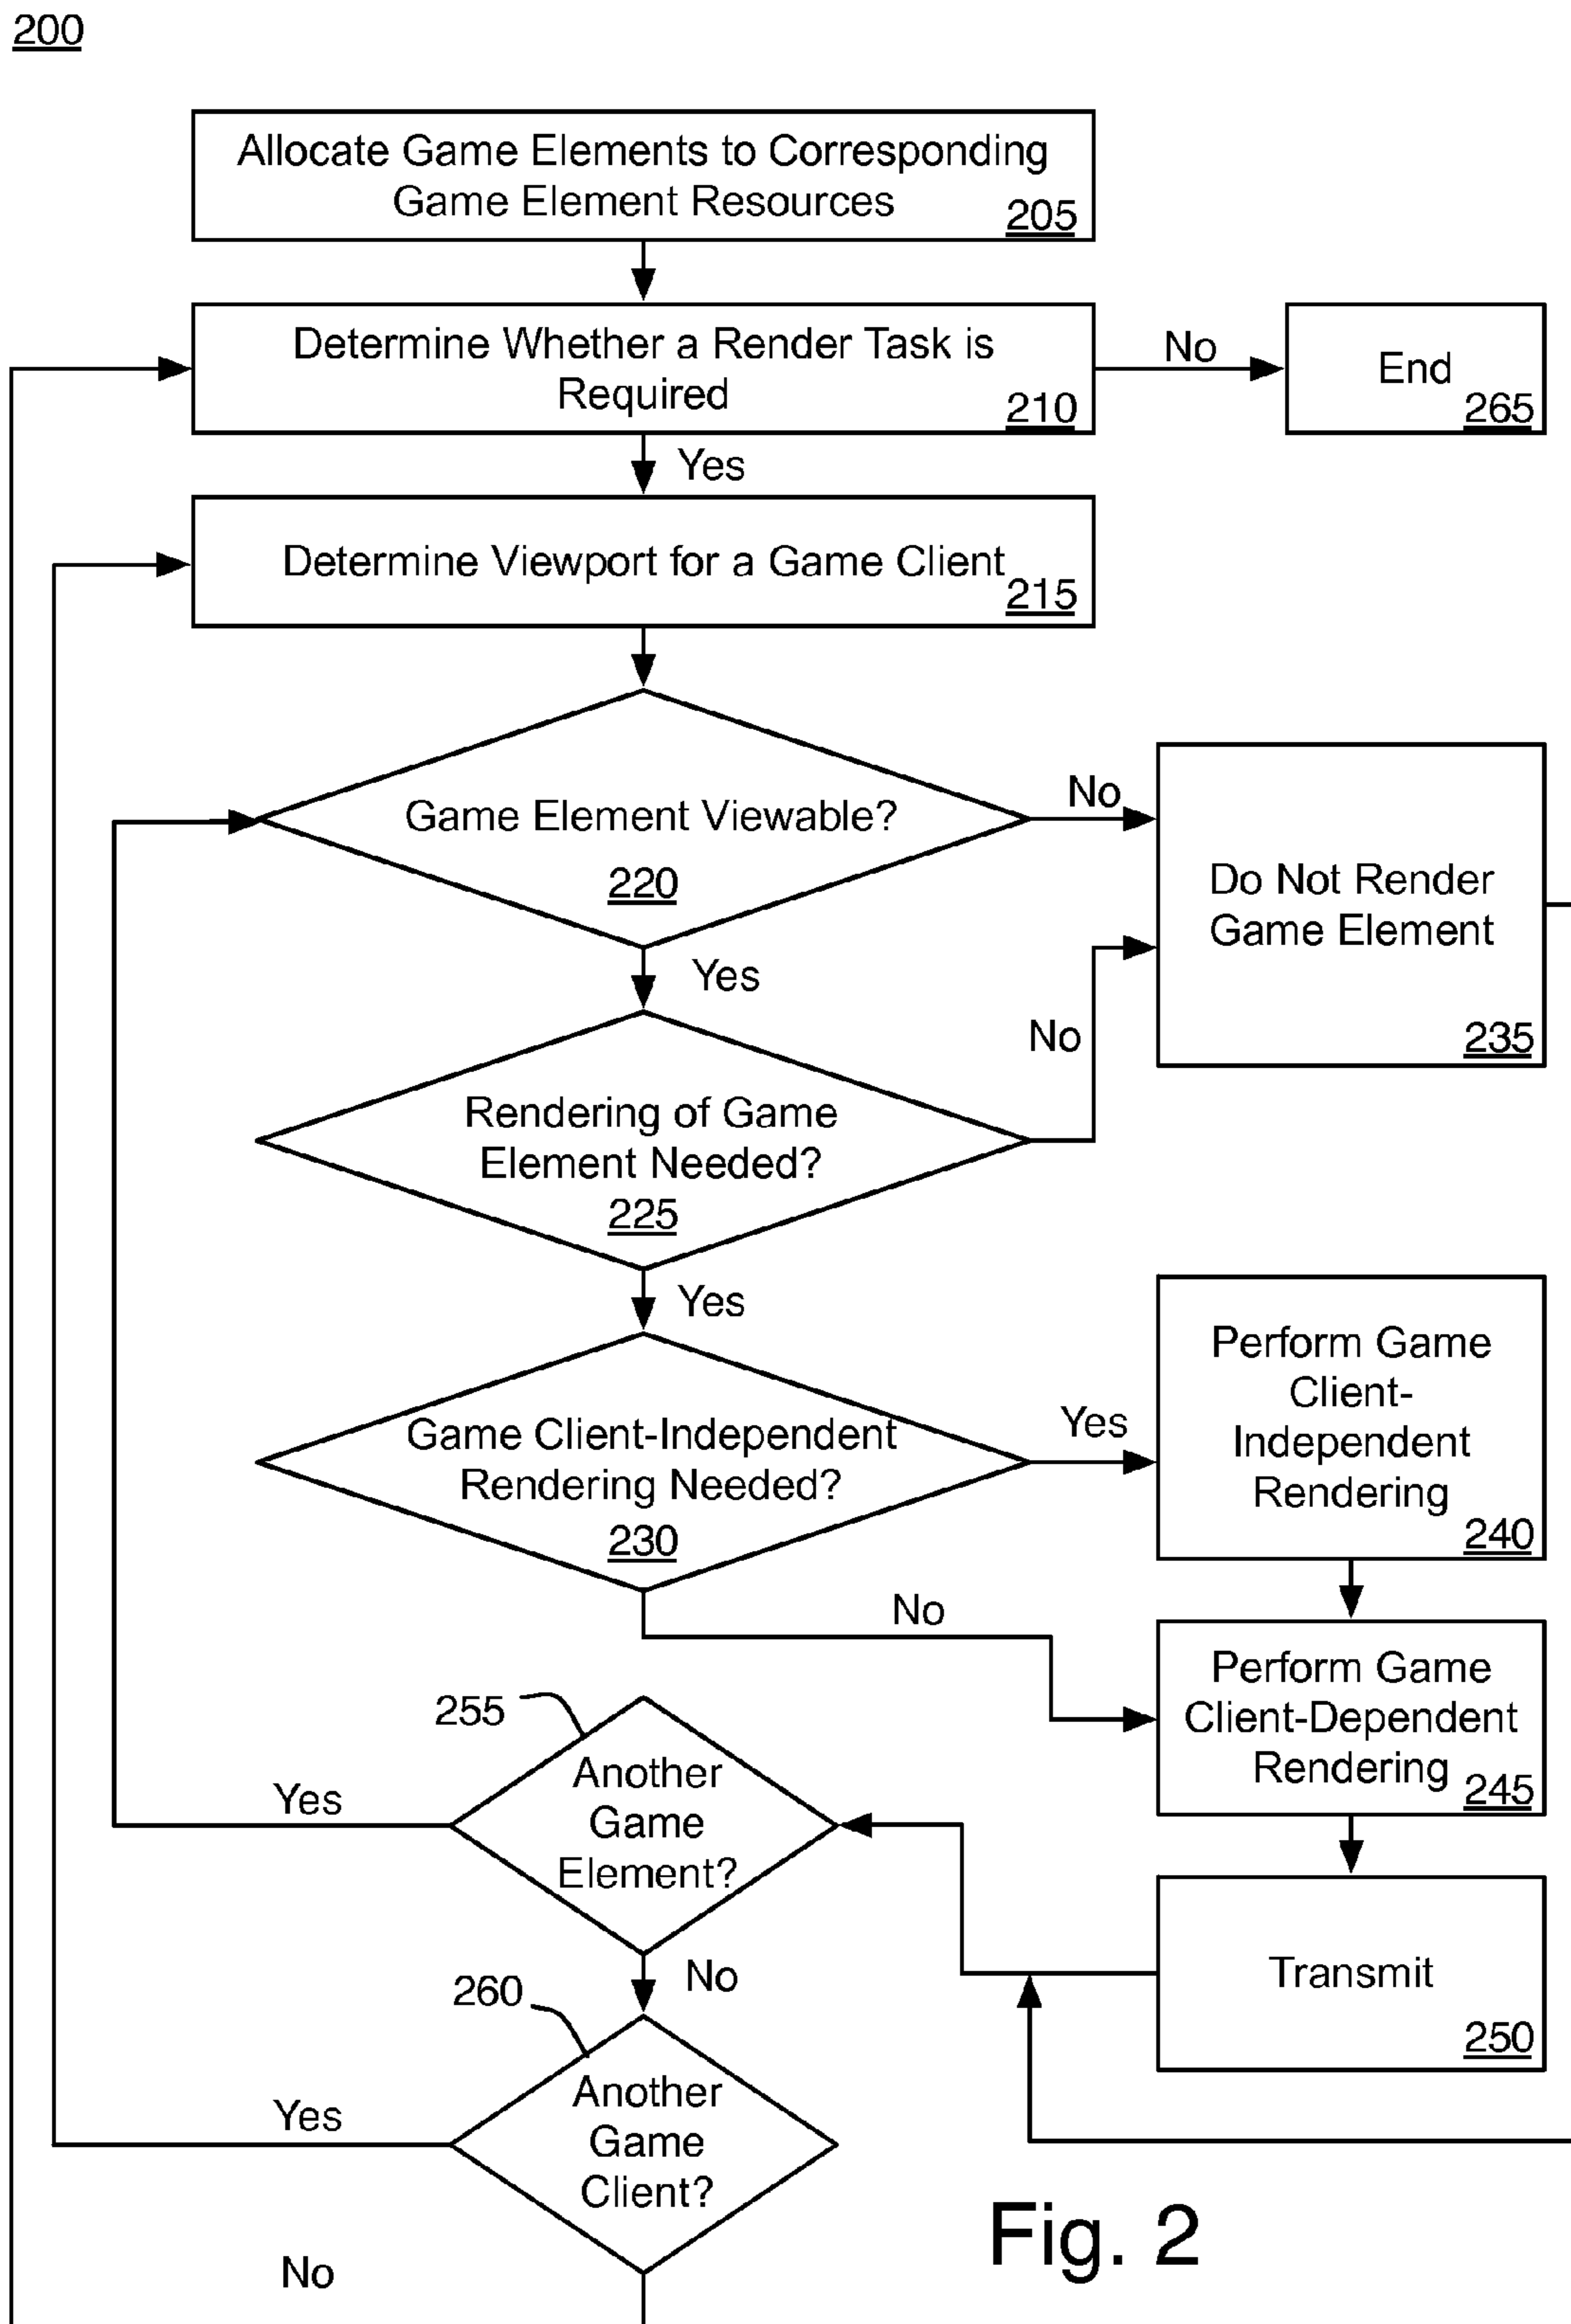 200
Allocate Game Elements to Corresponding
Game Element Resources
205
Determine Whether a Render Task is
Required
210
No
End
265
Yes
Determine Viewport for a Game Client
215
Game Element Viewable?
220
No
Do Not Render
Game Element
235
Yes
No
Rendering of Game
Element Needed?
225
Yes
Game Client-Independent
Rendering Needed?
230
Yes
Perform Game
Client-
Independent
Rendering
240
No
Perform Game
Client-Dependent
Rendering
245
255
Another
Game
Element?
Yes
No
Transmit
250
260
Another
Game
Client?
Yes
No
Fig. 2